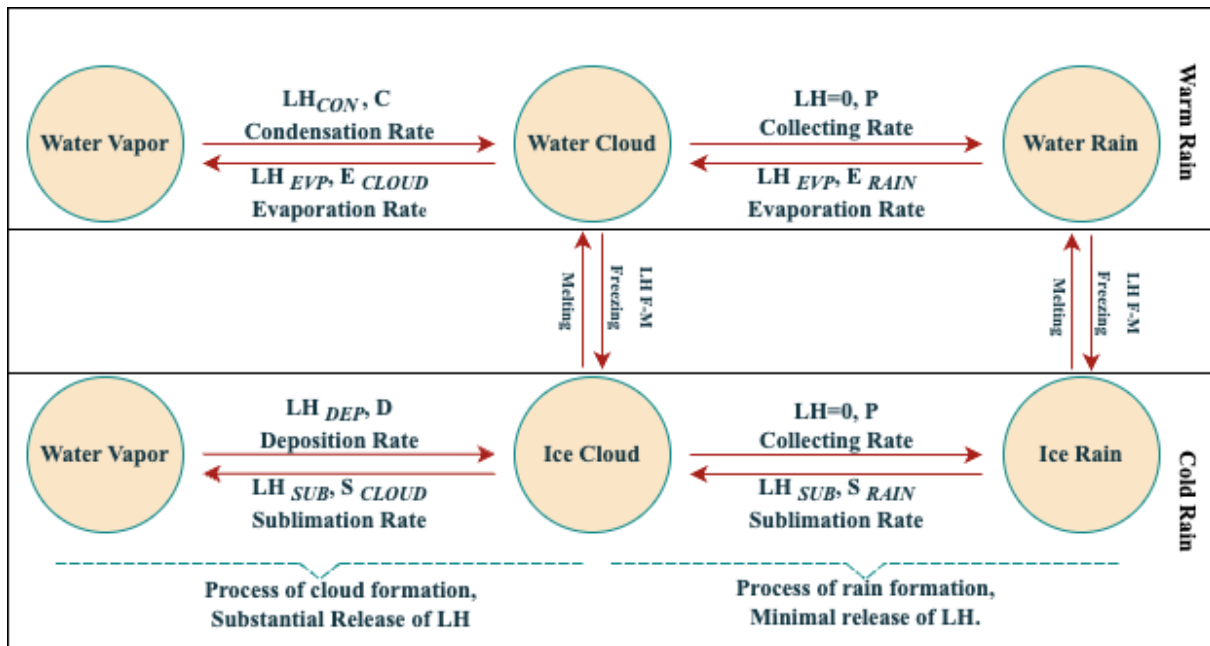 LH CON , C
Condensation Rate
LH=0, P
Collecting Rate
Water Vapor
Water Cloud
Water Rain
LH EVP, E CLOUD
Evaporation Rate
LH EVP, E RAIN
Evaporation Rate
Warm Rain
Melting
Freezing
LH F-M
Melting
Freezing
LH F-M
LH DEP, D
Deposition Rate
LH=0, P
Collecting Rate
Water Vapor
Ice Cloud
Ice Rain
LH SUB, S CLOUD
Sublimation Rate
LH SUB, S RAIN
Sublimation Rate
Cold Rain
Process of cloud formation,
Substantial Release of LH
Process of rain formation,
Minimal release of LH.